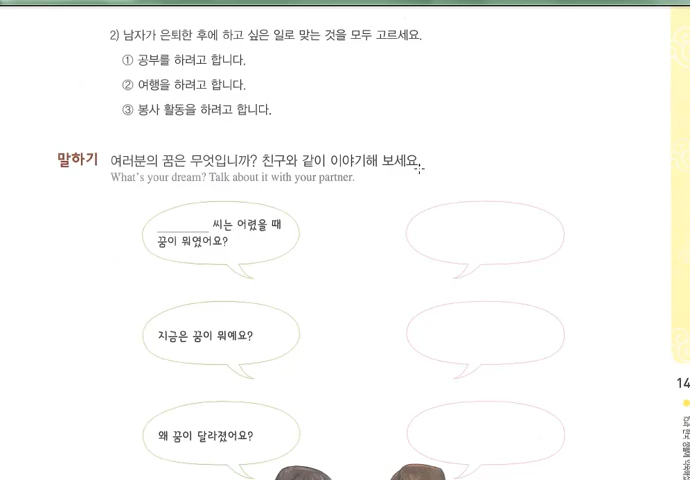 2) 남자가 은퇴한 후에 하고 싶은 일로 맞는 것을 모두 고르세요.
① 공부를 하려고 합니다.
② 여행을 하려고 합니다.
③ 봉사 활동을 하려고 합니다.
말하기 여러분의 꿈은 무엇입니까? 친구와 같이 이야기해 보세요.
What's your dream? Talk about it with your partner.
________ 씨는 어렸을 때
꿈이 뭐였어요?
지금은 꿈이 뭐예요?
왜 꿈이 달라졌어요?
14